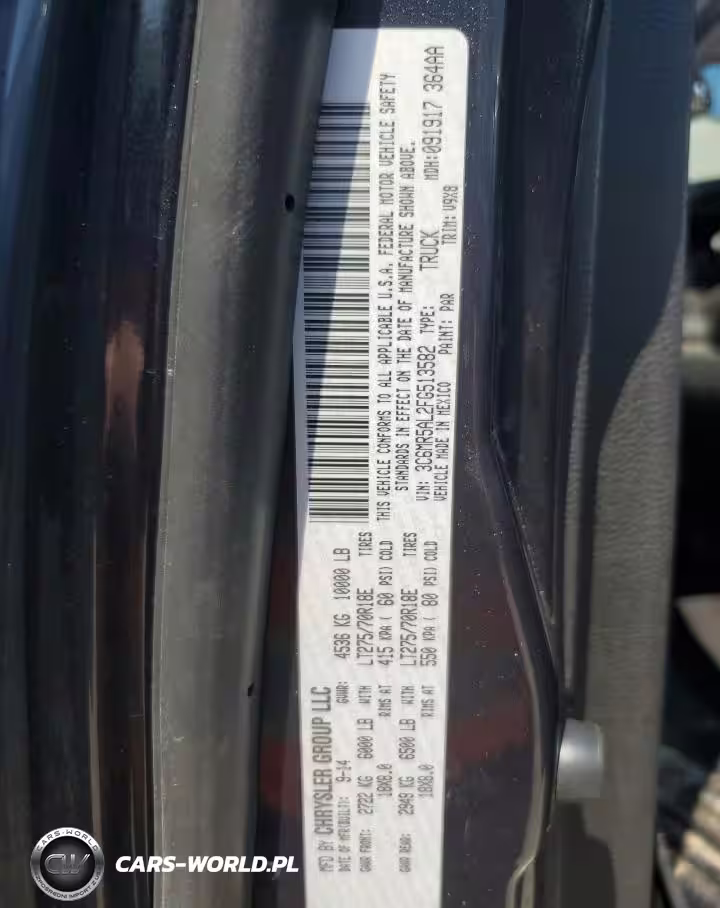 MFD BY CHRYSLER GROUP LLC
DATE OF MFR(BUILT): 9-14 GVWR: 4536 KG 10000 LB
GAWR FRONT: 2722 KG 6000 LB WITH LT275/70R18E TIRES
18X8.0 RIMS AT 415 KPA ( 60 PSI) COLD
GAWR REAR: 2949 KG 6500 LB WITH LT275/70R18E TIRES
18X8.0 RIMS AT 550 KPA ( 80 PSI) COLD
THIS VEHICLE CONFORMS TO ALL APPLICABLE U.S.A. FEDERAL MOTOR VEHICLE SAFETY
STANDARDS IN EFFECT ON THE DATE OF MANUFACTURE SHOWN ABOVE.
VIN: 3C6MR5AL2FG513582 TYPE: TRUCK MDH:091917 364AA
VEHICLE MADE IN MEXICO PAINT: PAR TRIM: V9X8
CARS-WORLD
CW
CARS-WORLD.PL